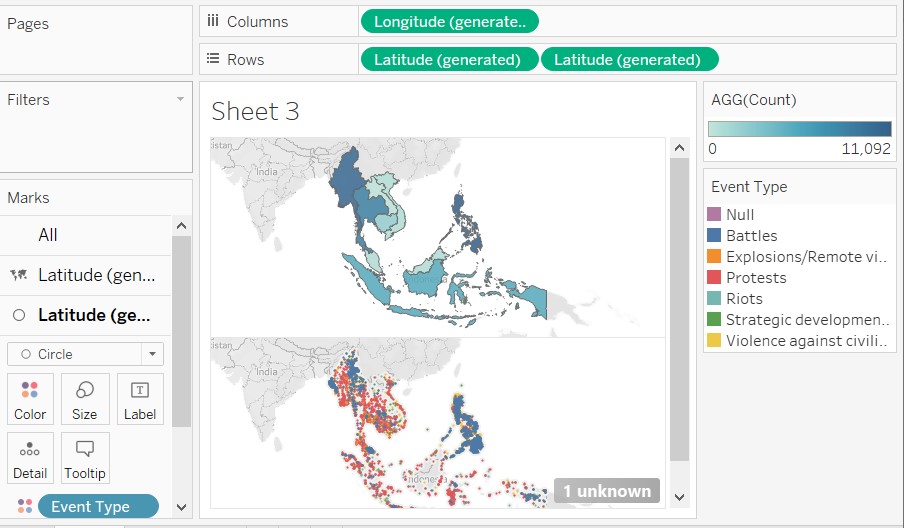 Pages
Columns
Longitude (generate..
Rows
Latitude (generated)
Latitude (generated)
Filters
Sheet 3
AGG(Count)
0
11,092
Marks
All
Latitude (gen...
Latitude (ge...
Circle
Color
Size
Label
Detail
Tooltip
Event Type
istan
India
istan
India
1 unknown
Event Type
Null
Battles
Explosions/Remote vi..
Protests
Riots
Strategic developmen..
Violence against civili..